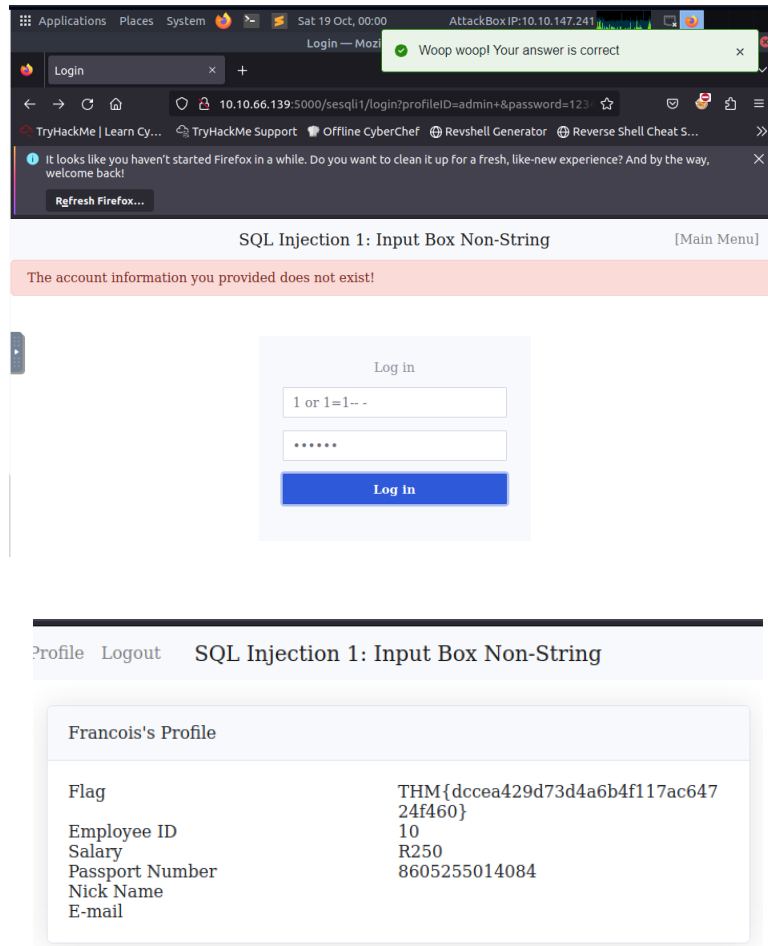 Applications Places System Sat 19 Oct, 00:00 AttackBox IP:10.10.147.241
Login — Mozi
Woop woop! Your answer is correct ×
Login × +
10.10.66.139:5000/sesqli1/login?profileID=admin+&password=123
TryHackMe | Learn Cy... TryHackMe Support Offline CyberChef Revshell Generator Reverse Shell Cheat S... »
It looks like you haven't started Firefox in a while. Do you want to clean it up for a fresh, like-new experience? And by the way,
welcome back!
Refresh Firefox...
SQL Injection 1: Input Box Non-String [Main Menu]
The account information you provided does not exist!
Log in
1 or 1=1-- -
••••••
Log in
Profile Logout SQL Injection 1: Input Box Non-String
Francois's Profile
Flag THM{dccea429d73d4a6b4f117ac647
24f460}
Employee ID 10
Salary R250
Passport Number 8605255014084
Nick Name
E-mail